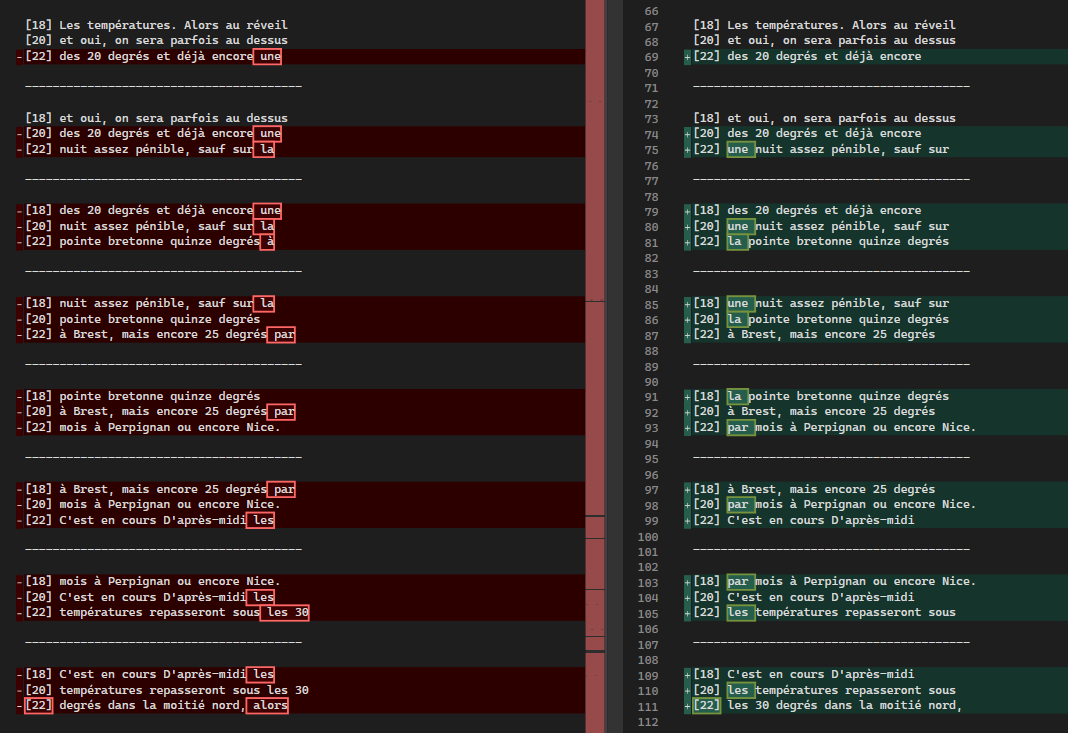 [18] Les températures. Alors au réveil
[20] et oui, on sera parfois au dessus
-[22] des 20 degrés et déjà encore une
----------------------------------------
[18] et oui, on sera parfois au dessus
-[20] des 20 degrés et déjà encore une
-[22] nuit assez pénible, sauf sur la
----------------------------------------
-[18] des 20 degrés et déjà encore une
-[20] nuit assez pénible, sauf sur la
-[22] pointe bretonne quinze degrés à
----------------------------------------
-[18] nuit assez pénible, sauf sur la
-[20] pointe bretonne quinze degrés
-[22] à Brest, mais encore 25 degrés par
----------------------------------------
-[18] pointe bretonne quinze degrés
-[20] à Brest, mais encore 25 degrés par
-[22] mois à Perpignan ou encore Nice.
----------------------------------------
-[18] à Brest, mais encore 25 degrés par
-[20] mois à Perpignan ou encore Nice.
-[22] C'est en cours D'après-midi les
----------------------------------------
-[18] mois à Perpignan ou encore Nice.
-[20] C'est en cours D'après-midi les
-[22] températures repasseront sous les 30
----------------------------------------
-[18] C'est en cours D'après-midi les
-[20] températures repasseront sous les 30
-[22] degrés dans la moitié nord, alors
66
67 [18] Les températures. Alors au réveil
68 [20] et oui, on sera parfois au dessus
69 +[22] des 20 degrés et déjà encore
70
71 ----------------------------------------
72
73 [18] et oui, on sera parfois au dessus
74 +[20] des 20 degrés et déjà encore
75 +[22] une nuit assez pénible, sauf sur
76
77 ----------------------------------------
78
79 +[18] des 20 degrés et déjà encore
80 +[20] une nuit assez pénible, sauf sur
81 +[22] la pointe bretonne quinze degrés
82
83 ----------------------------------------
84
85 +[18] une nuit assez pénible, sauf sur
86 +[20] la pointe bretonne quinze degrés
87 +[22] à Brest, mais encore 25 degrés
88
89 ----------------------------------------
90
91 +[18] la pointe bretonne quinze degrés
92 +[20] à Brest, mais encore 25 degrés
93 +[22] par mois à Perpignan ou encore Nice.
94
95 ----------------------------------------
96
97 +[18] à Brest, mais encore 25 degrés
98 +[20] par mois à Perpignan ou encore Nice.
99 +[22] C'est en cours D'après-midi
100
101 ----------------------------------------
102
103 +[18] par mois à Perpignan ou encore Nice.
104 +[20] C'est en cours D'après-midi
105 +[22] les températures repasseront sous
106
107 ----------------------------------------
108
109 +[18] C'est en cours D'après-midi
110 +[20] les températures repasseront sous
111 +[22] les 30 degrés dans la moitié nord,
112